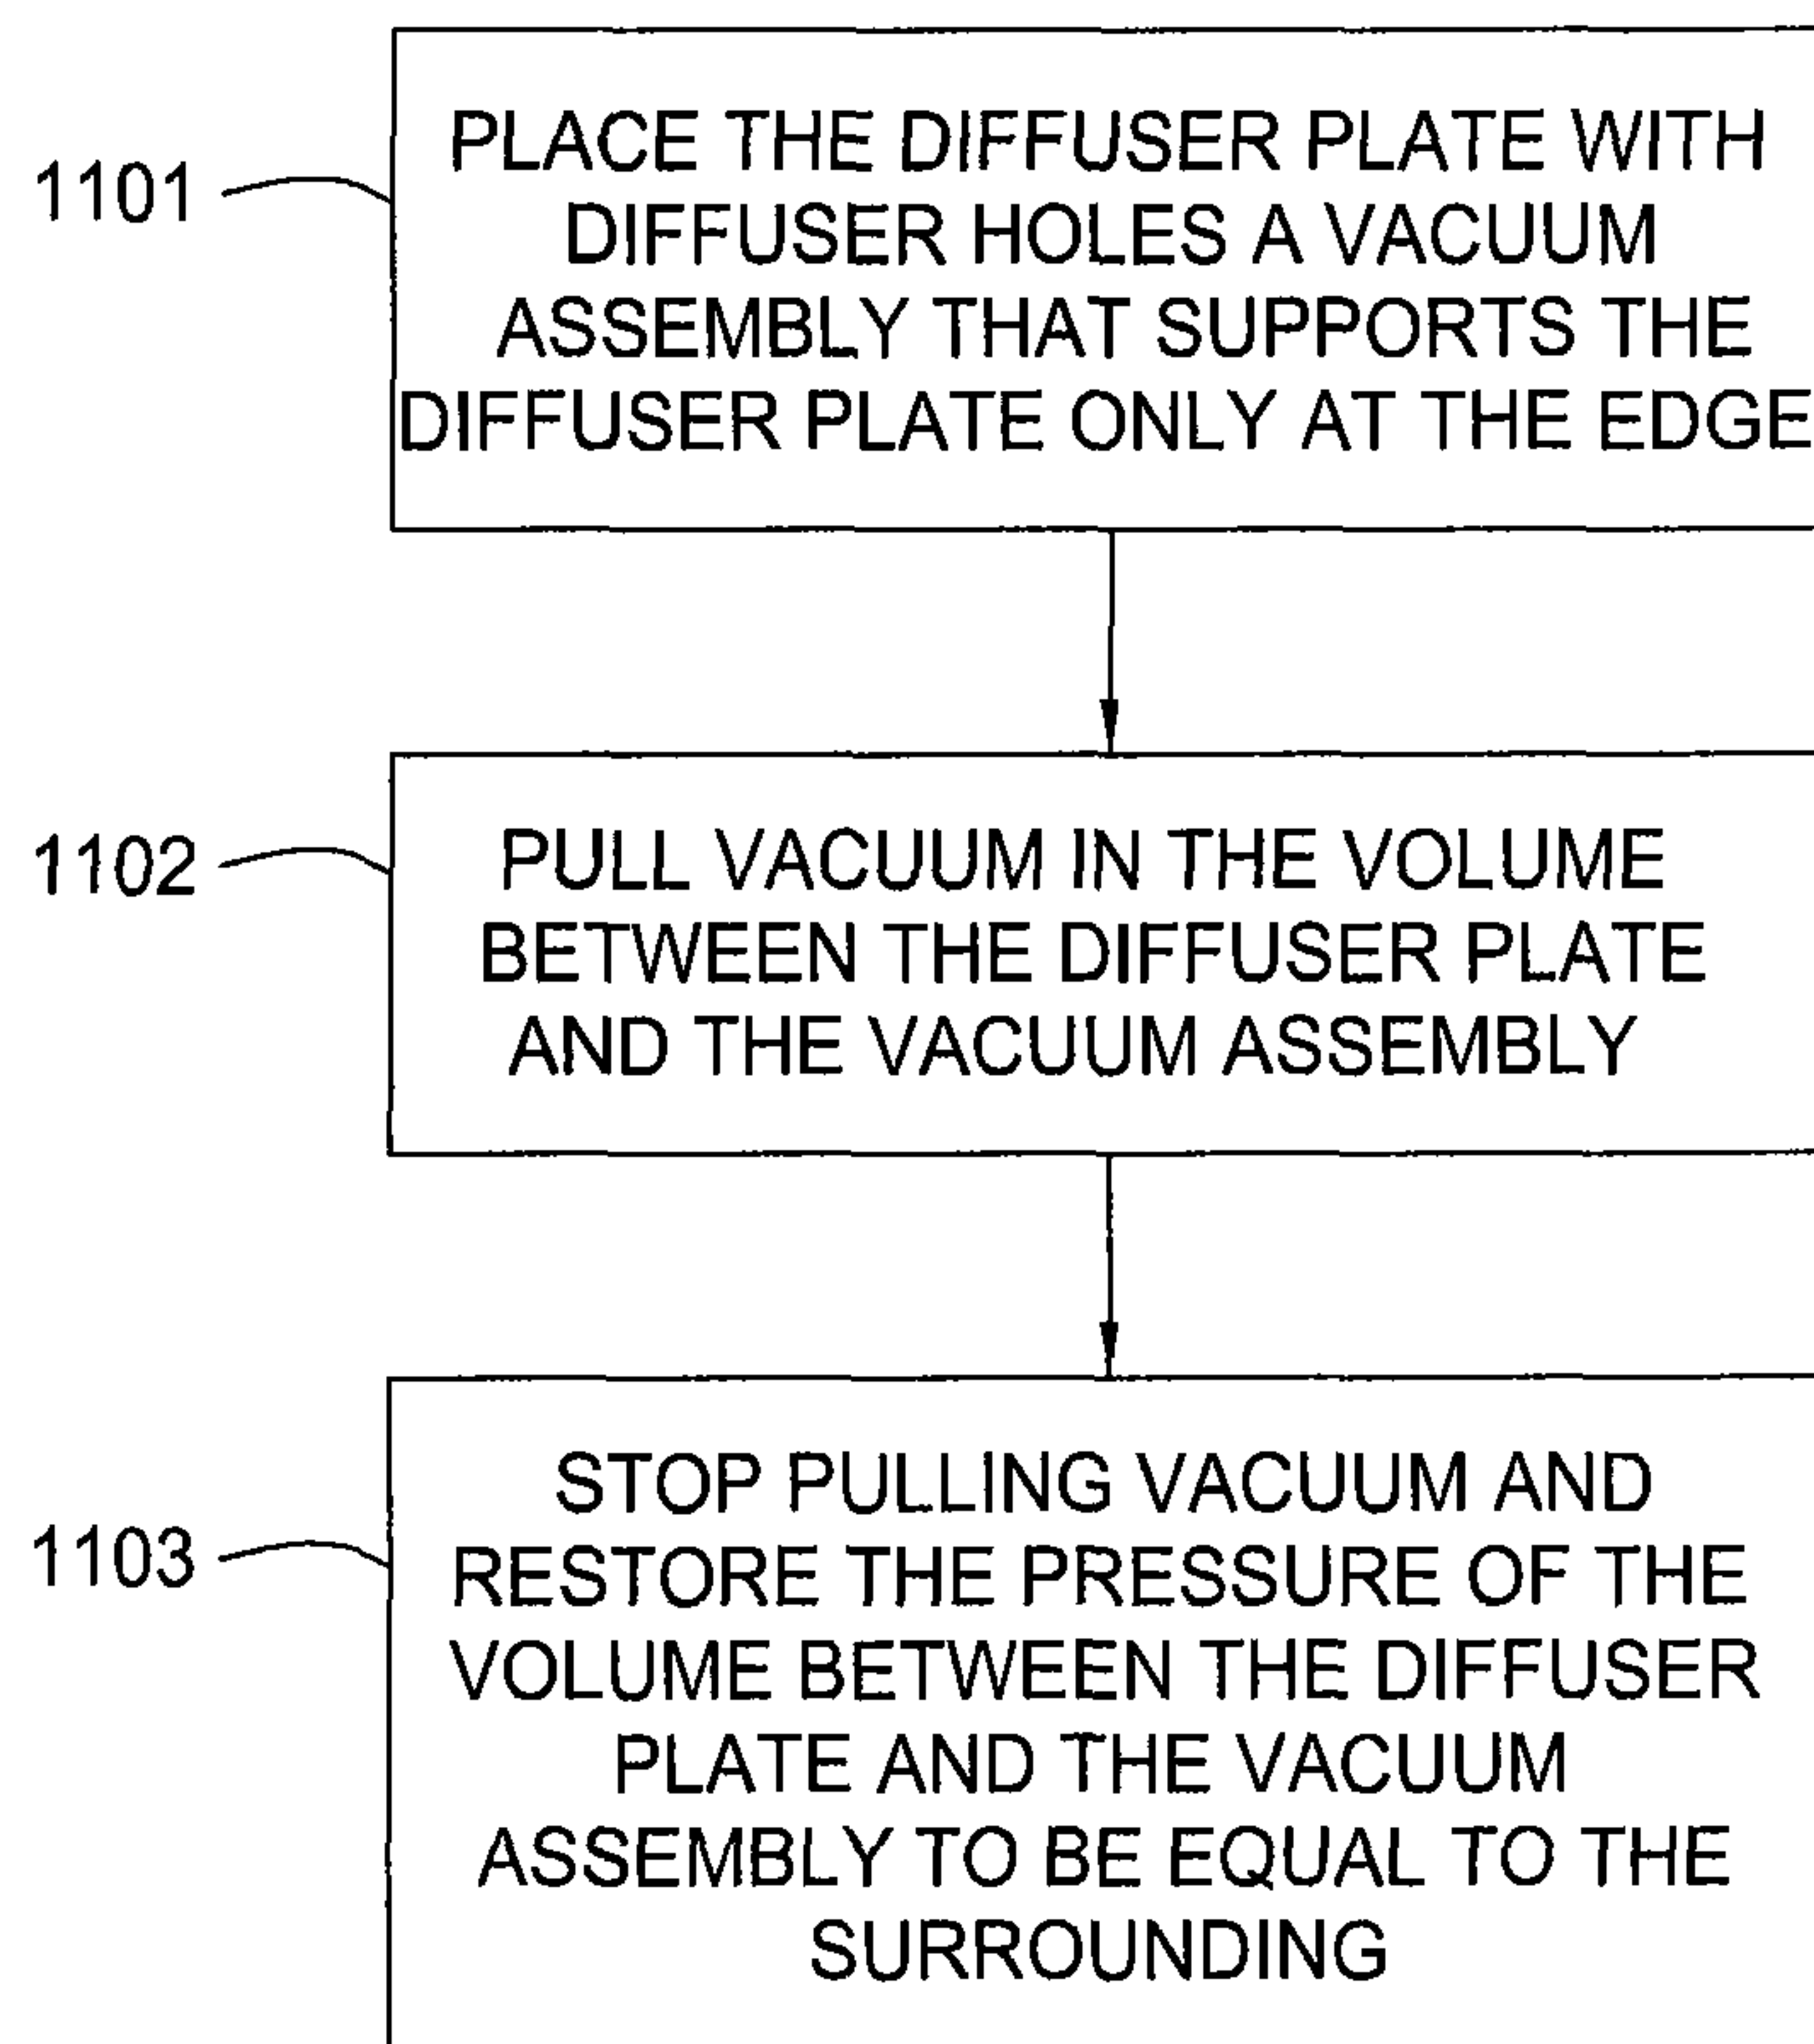 1101
PLACE THE DIFFUSER PLATE WITH
DIFFUSER HOLES A VACUUM
ASSEMBLY THAT SUPPORTS THE
DIFFUSER PLATE ONLY AT THE EDGE
1102
PULL VACUUM IN THE VOLUME
BETWEEN THE DIFFUSER PLATE
AND THE VACUUM ASSEMBLY
1103
STOP PULLING VACUUM AND
RESTORE THE PRESSURE OF THE
VOLUME BETWEEN THE DIFFUSER
PLATE AND THE VACUUM
ASSEMBLY TO BE EQUAL TO THE
SURROUNDING